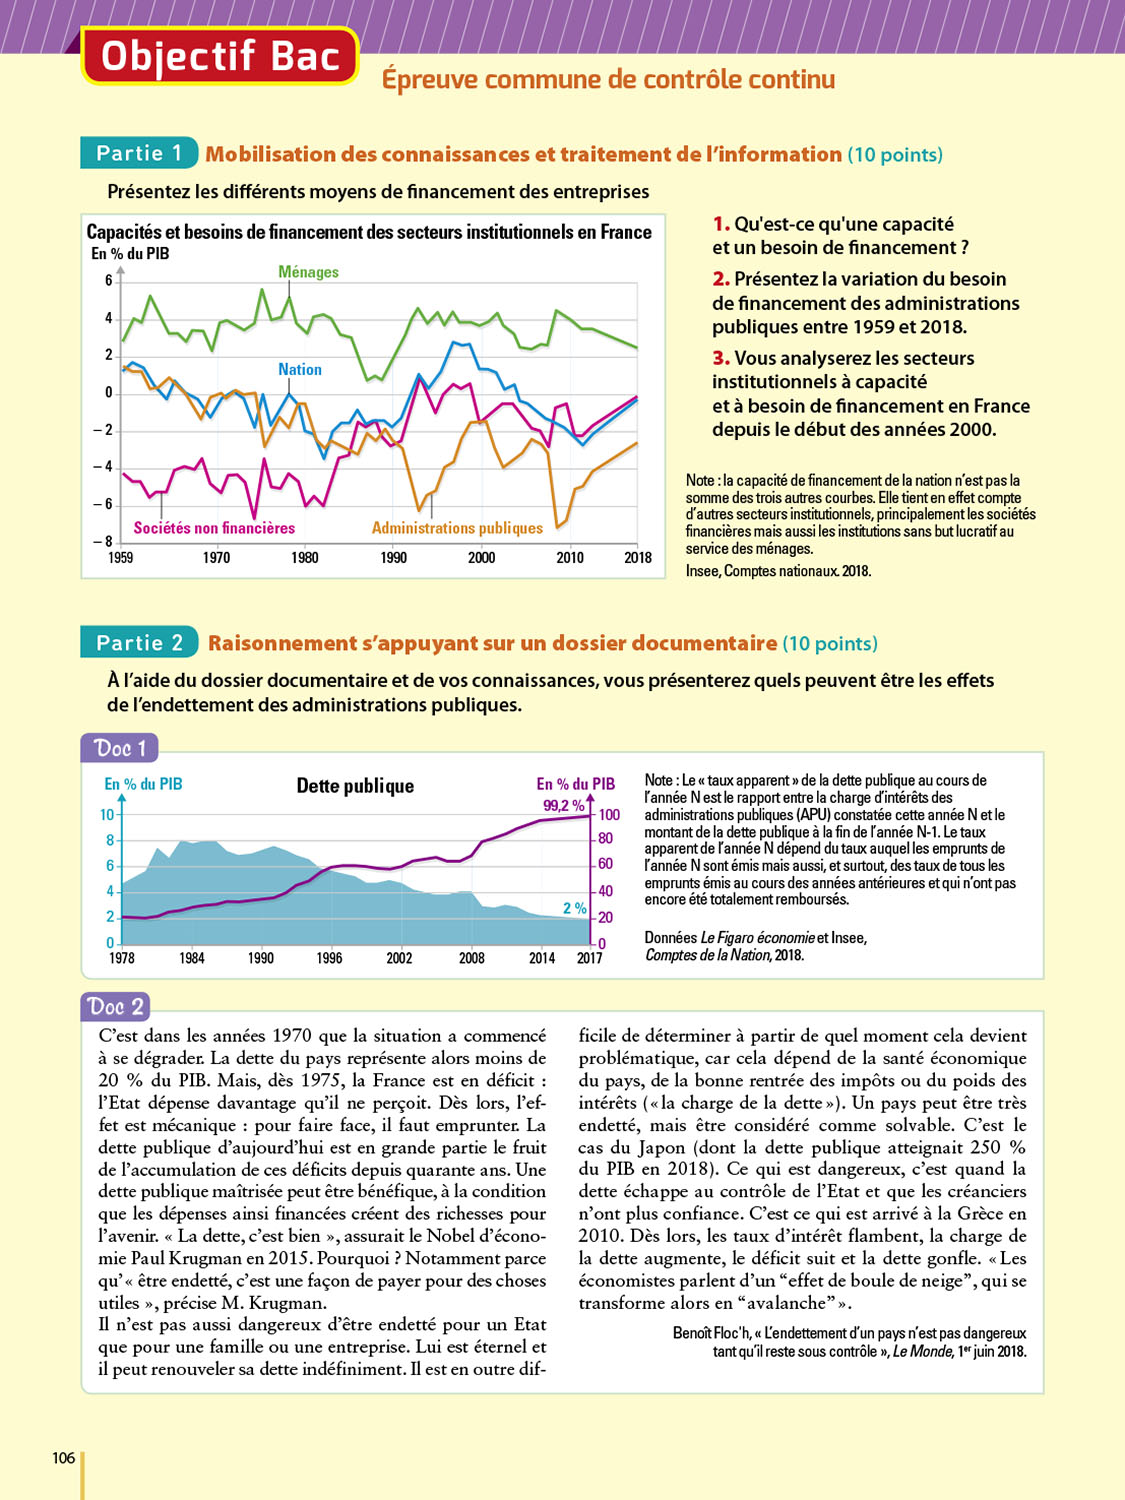 Objectif Bac
Épreuve commune de contrôle continu
Partie 1 Mobilisation des connaissances et traitement de l'information (10 points)
Présentez les différents moyens de financement des entreprises
Capacités et besoins de financement des secteurs institutionnels en France
En % du PIB
6
4
2
0
– 2
– 4
– 6
– 8
Ménages
Nation
Sociétés non financières
Administrations publiques
1959 1970 1980 1990 2000 2010 2018
1. Qu'est-ce qu'une capacité
et un besoin de financement ?
2. Présentez la variation du besoin
de financement des administrations
publiques entre 1959 et 2018.
3. Vous analyserez les secteurs
institutionnels à capacité
et à besoin de financement en France
depuis le début des années 2000.
Note : la capacité de financement de la nation n'est pas la
somme des trois autres courbes. Elle tient en effet compte
d'autres secteurs institutionnels, principalement les sociétés
financières mais aussi les institutions sans but lucratif au
service des ménages.
Insee, Comptes nationaux. 2018.
Partie 2 Raisonnement s'appuyant sur un dossier documentaire (10 points)
À l'aide du dossier documentaire et de vos connaissances, vous présenterez quels peuvent être les effets
de l'endettement des administrations publiques.
Doc 1
En % du PIB
Dette publique
En % du PIB
10
8
6
4
2
0
99,2 %
2 %
100
80
60
40
20
0
1978 1984 1990 1996 2002 2008 2014 2017
Note : Le « taux apparent » de la dette publique au cours de
l'année N est le rapport entre la charge d'intérêts des
administrations publiques (APU) constatée cette année N et le
montant de la dette publique à la fin de l'année N-1. Le taux
apparent de l'année N dépend du taux auquel les emprunts de
l'année N sont émis mais aussi, et surtout, des taux de tous les
emprunts émis au cours des années antérieures et qui n'ont pas
encore été totalement remboursés.
Données Le Figaro économie et Insee,
Comptes de la Nation, 2018.
Doc 2
C'est dans les années 1970 que la situation a commencé
à se dégrader. La dette du pays représente alors moins de
20 % du PIB. Mais, dès 1975, la France est en déficit :
l'Etat dépense davantage qu'il ne perçoit. Dès lors, l'ef-
fet est mécanique : pour faire face, il faut emprunter. La
dette publique d'aujourd'hui est en grande partie le fruit
de l'accumulation de ces déficits depuis quarante ans. Une
dette publique maîtrisée peut être bénéfique, à la condition
que les dépenses ainsi financées créent des richesses pour
l'avenir. « La dette, c'est bien », assurait le Nobel d'écono-
mie Paul Krugman en 2015. Pourquoi ? Notamment parce
qu'« être endetté, c'est une façon de payer pour des choses
utiles », précise M. Krugman.
Il n'est pas aussi dangereux d'être endetté pour un Etat
que pour une famille ou une entreprise. Lui est éternel et
il peut renouveler sa dette indéfiniment. Il est en outre dif-
ficile de déterminer à partir de quel moment cela devient
problématique, car cela dépend de la santé économique
du pays, de la bonne rentrée des impôts ou du poids des
intérêts (« la charge de la dette »). Un pays peut être très
endetté, mais être considéré comme solvable. C'est le
cas du Japon (dont la dette publique atteignait 250 %
du PIB en 2018). Ce qui est dangereux, c'est quand la
dette échappe au contrôle de l'Etat et que les créanciers
n'ont plus confiance. C'est ce qui est arrivé à la Grèce en
2010. Dès lors, les taux d'intérêt flambent, la charge de
la dette augmente, le déficit suit et la dette gonfle. « Les
économistes parlent d'un “effet de boule de neige”, qui se
transforme alors en “avalanche” ».
Benoît Floc'h, « L'endettement d'un pays n'est pas dangereux
tant qu'il reste sous contrôle », Le Monde, 1er juin 2018.
106